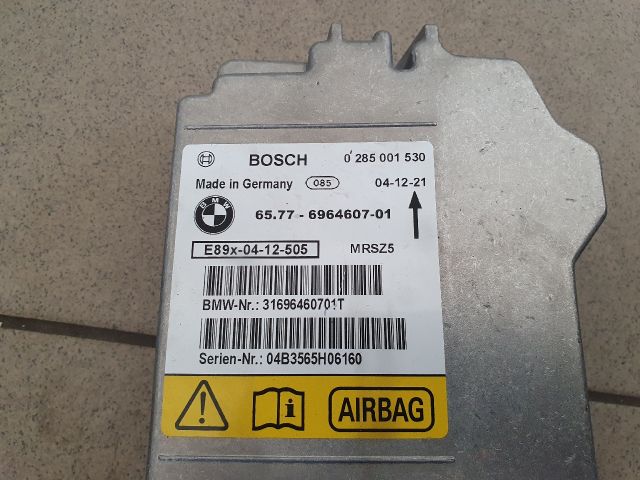 BOSCH 0 285 001 530
Made in Germany 085 04-12-21
BMW 65.77 - 6964607-01
E89x-04-12-505 MRSZ5
BMW-Nr.: 31696460701T
Serien-Nr.: 04B3565H06160
AIRBAG